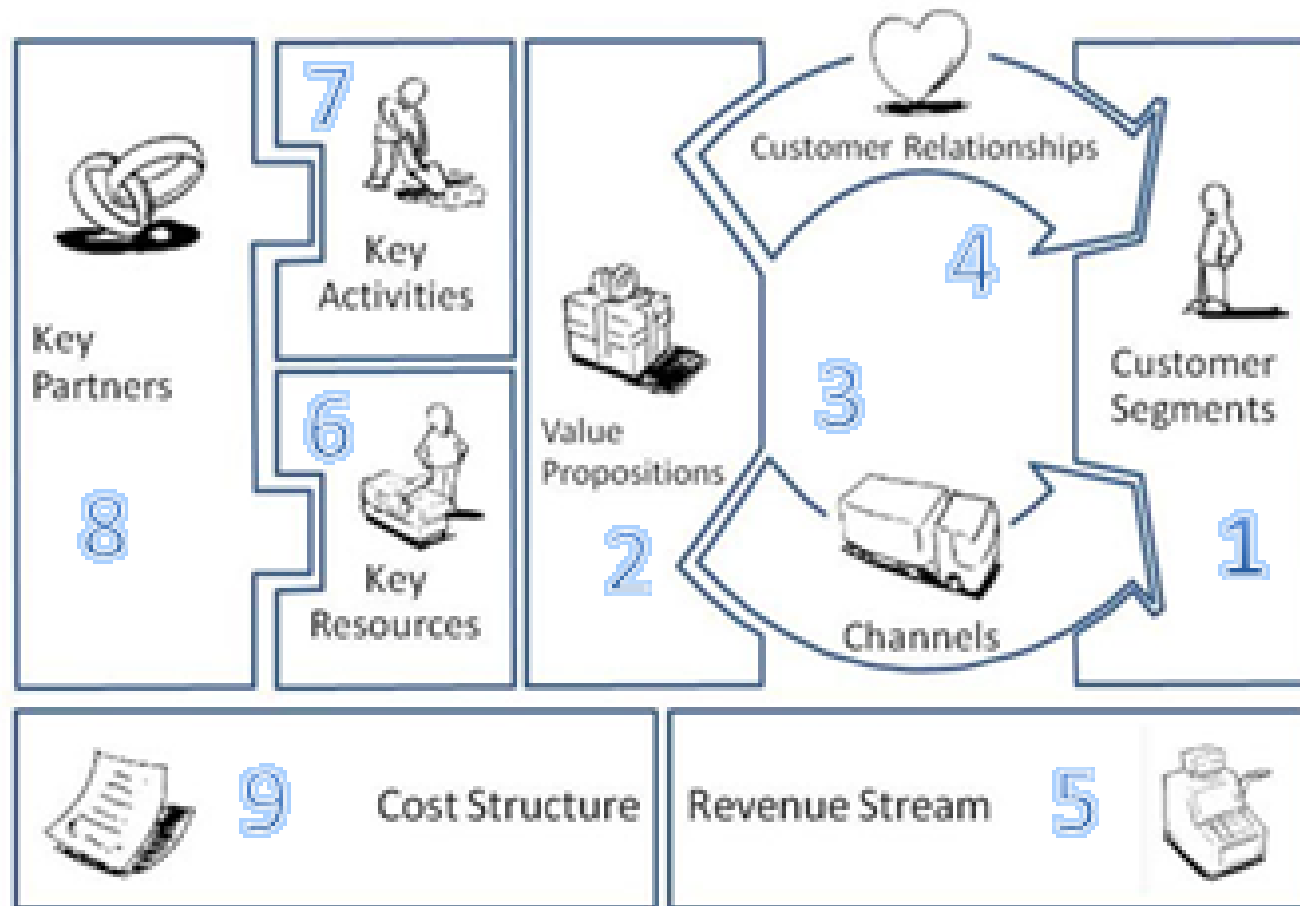 7
Customer Relationships
Key
Activities
4
Key
Partners
Customer
Segments
3
6
Value
Propositions
8
2
1
Key
Resources
Channels
9
Cost Structure
Revenue Stream
5